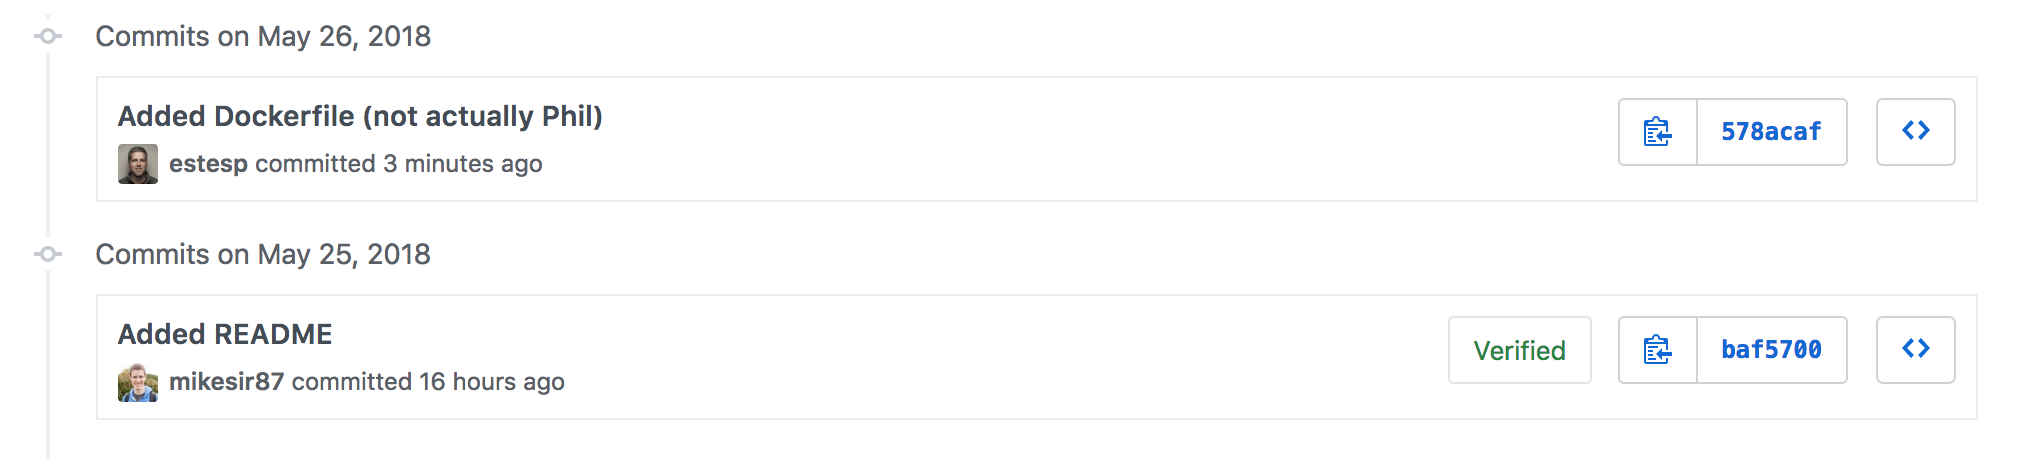 Commits on May 26, 2018
Added Dockerfile (not actually Phil)
578acaf
estesp committed 3 minutes ago
Commits on May 25, 2018
Added README
Verified
baf5700
mikesir87 committed 16 hours ago